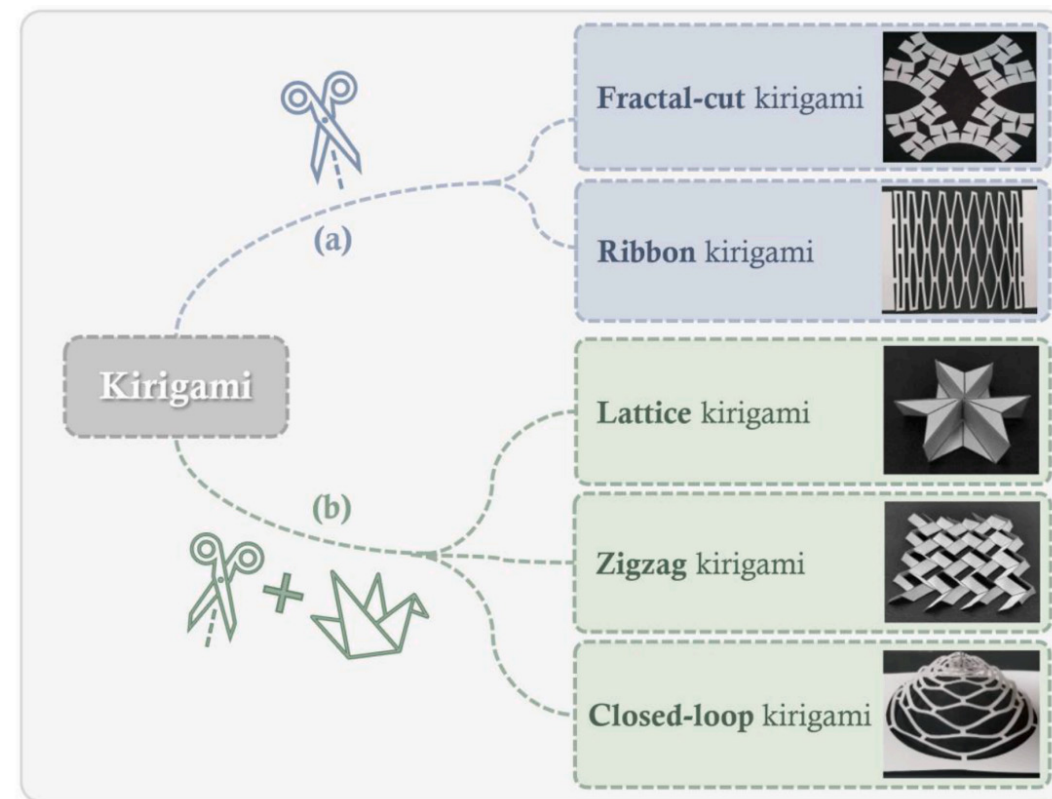 Fractal-cut kirigami
(a)
Ribbon kirigami
Kirigami
Lattice kirigami
(b)
Zigzag kirigami
Closed-loop kirigami